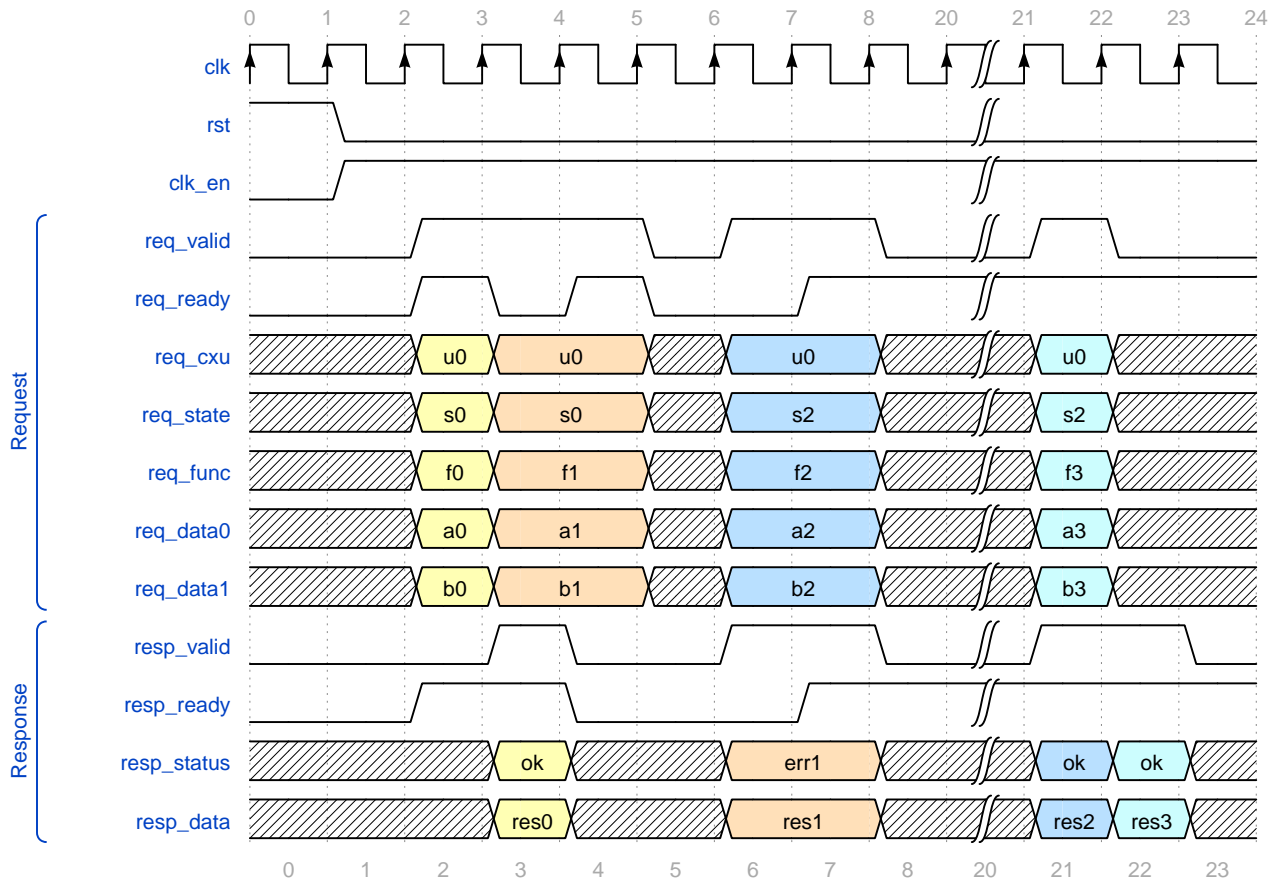 0 1 2 3 4 5 6 7 8 20 21 22 23 24
clk
rst
clk_en
Request
req_valid
req_ready
req_cxu u0 u0 u0 u0
req_state s0 s0 s2 s2
req_func f0 f1 f2 f3
req_data0 a0 a1 a2 a3
req_data1 b0 b1 b2 b3
Response
resp_valid
resp_ready
resp_status ok err1 ok ok
resp_data res0 res1 res2 res3
0 1 2 3 4 5 6 7 8 20 21 22 23